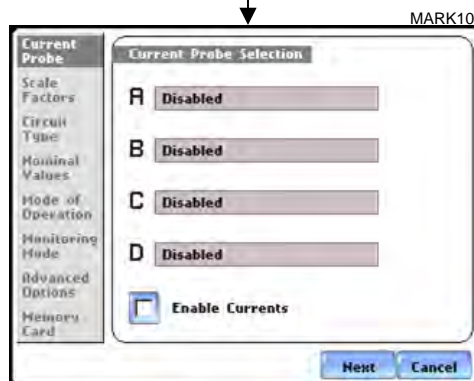 MARK10
Current
Probe
Current Probe Selection
Scale
Factors
Circuit
Type
Nominal
Values
Mode of
Operation
Monitoring
Mode
Advanced
Options
Memory
Card
A Disabled
B Disabled
C Disabled
D Disabled
Enable Currents
Next Cancel